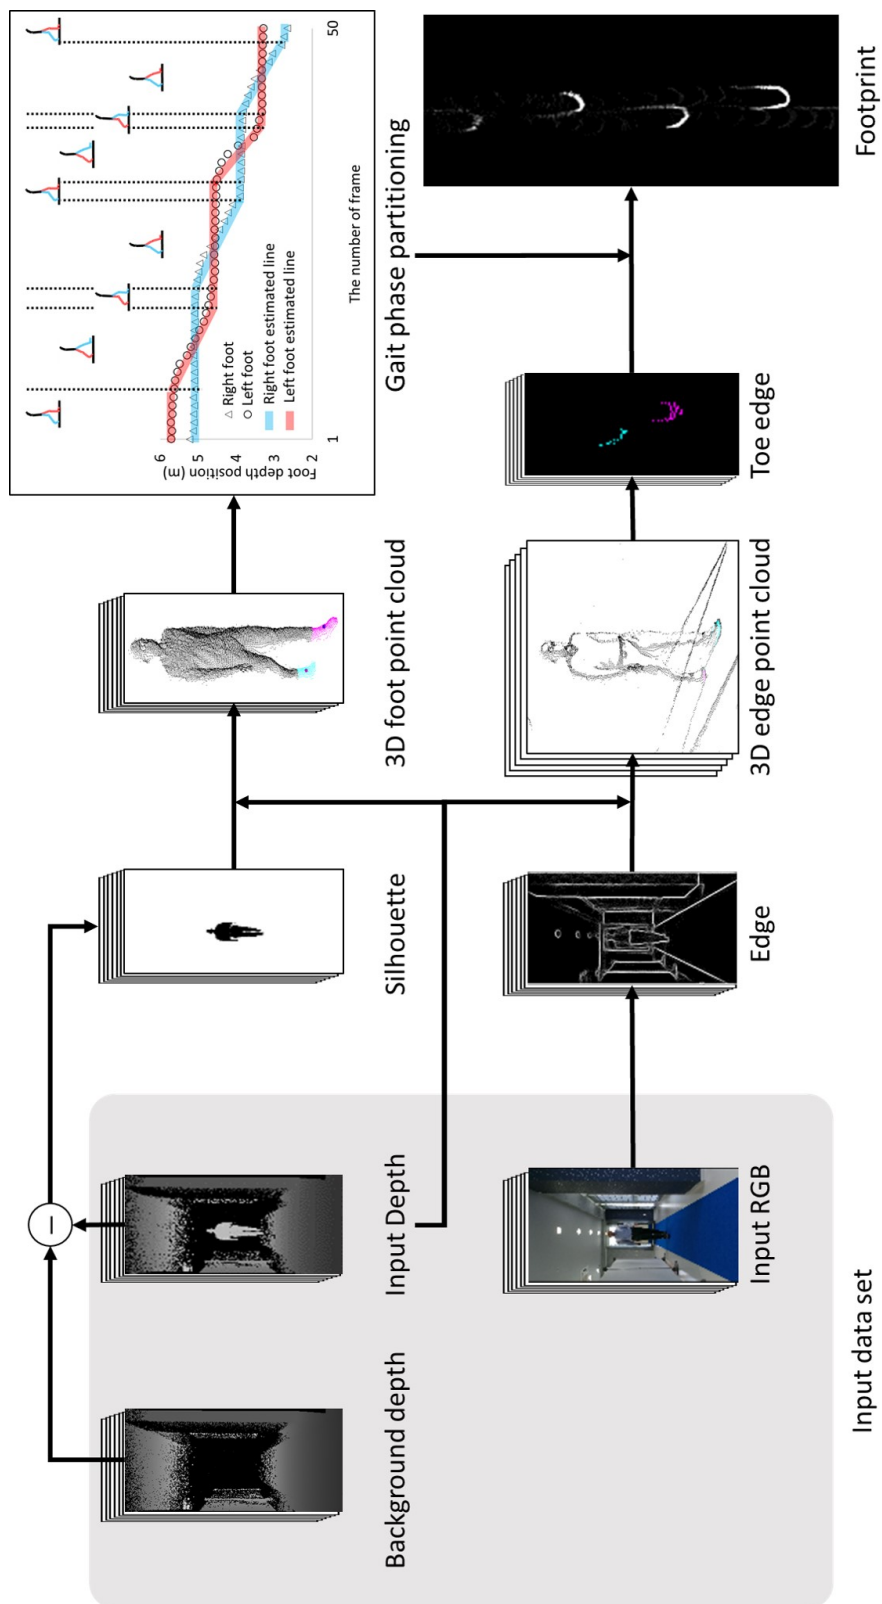 Background depth
Input Depth
−
Input RGB
Input data set
Silhouette
Edge
3D foot point cloud
3D edge point cloud
Foot depth position (m)
6
5
4
3
2
1
50
The number of frame
Right foot
Left foot
Right foot estimated line
Left foot estimated line
Gait phase partitioning
Toe edge
Footprint